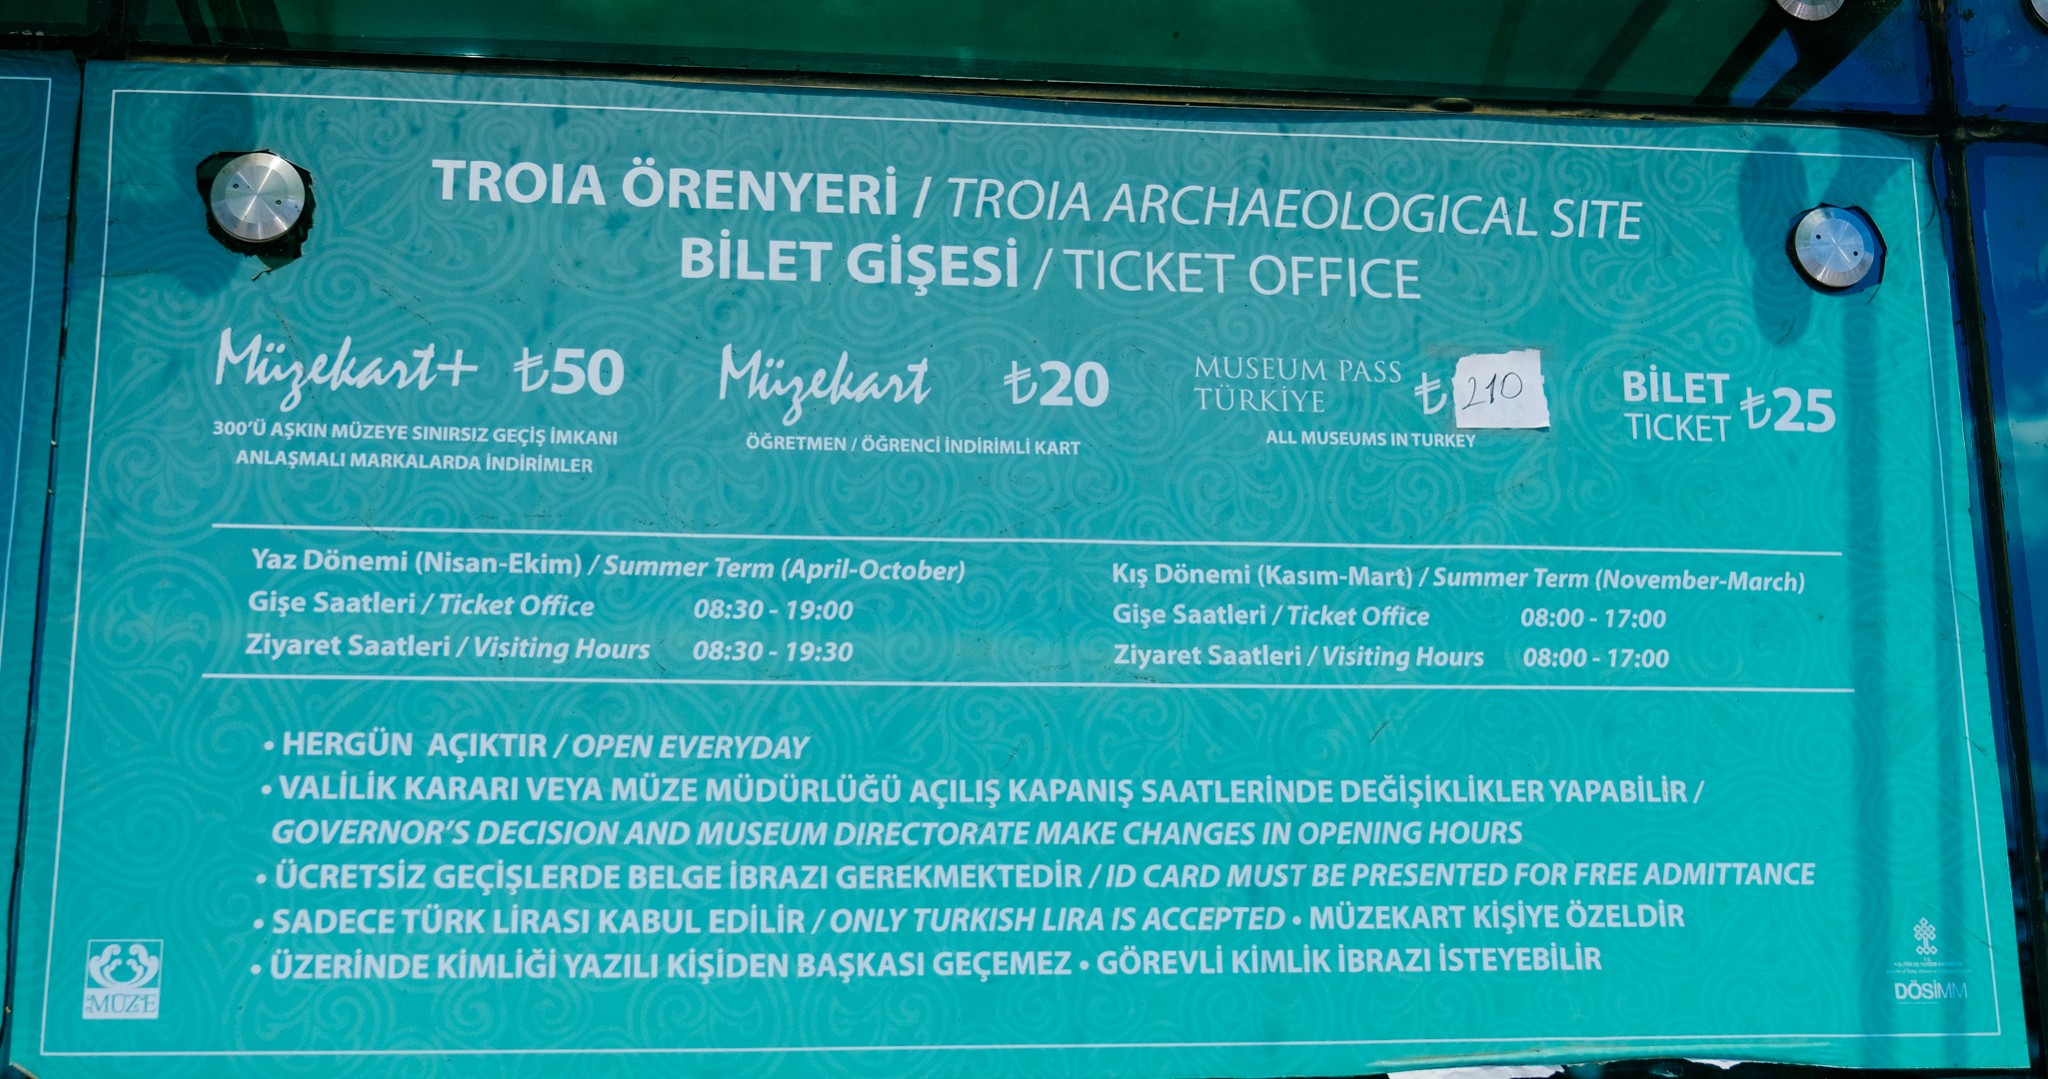 TROIA ÖRENYERİ / TROIA ARCHAEOLOGICAL SITE
BİLET GİŞESİ / TICKET OFFICE
Müzekart+ ₺50
300'Ü AŞKIN MÜZEYE SINIRSIZ GEÇİŞ İMKANI
ANLAŞMALI MARKALARDA İNDİRİMLER
Müzekart ₺20
ÖĞRETMEN / ÖĞRENCİ İNDİRİMLİ KART
MUSEUM PASS
TÜRKİYE ₺ 210
ALL MUSEUMS IN TURKEY
BİLET
TICKET ₺25
Yaz Dönemi (Nisan-Ekim) / Summer Term (April-October)
Gişe Saatleri / Ticket Office 08:30 - 19:00
Ziyaret Saatleri / Visiting Hours 08:30 - 19:30
Kış Dönemi (Kasım-Mart) / Summer Term (November-March)
Gişe Saatleri / Ticket Office 08:00 - 17:00
Ziyaret Saatleri / Visiting Hours 08:00 - 17:00
• HERGÜN AÇIKTIR / OPEN EVERYDAY
• VALİLİK KARARI VEYA MÜZE MÜDÜRLÜĞÜ AÇILIŞ KAPANIŞ SAATLERİNDE DEĞİŞİKLİKLER YAPABİLİR /
GOVERNOR'S DECISION AND MUSEUM DIRECTORATE MAKE CHANGES IN OPENING HOURS
• ÜCRETSİZ GEÇİŞLERDE BELGE İBRAZI GEREKMEKTEDİR / ID CARD MUST BE PRESENTED FOR FREE ADMITTANCE
• SADECE TÜRK LİRASI KABUL EDİLİR / ONLY TURKISH LIRA IS ACCEPTED • MÜZEKART KİŞİYE ÖZELDİR
• ÜZERİNDE KİMLİĞİ YAZILI KİŞİDEN BAŞKASI GEÇEMEZ • GÖREVLİ KİMLİK İBRAZI İSTEYEBİLİR
MÜZE
T.C.
DÖSİMM